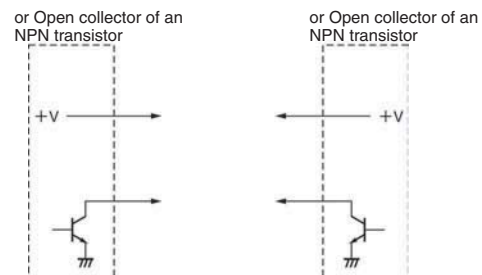 or Open collector of an
NPN transistor
or Open collector of an
NPN transistor
+V
+V